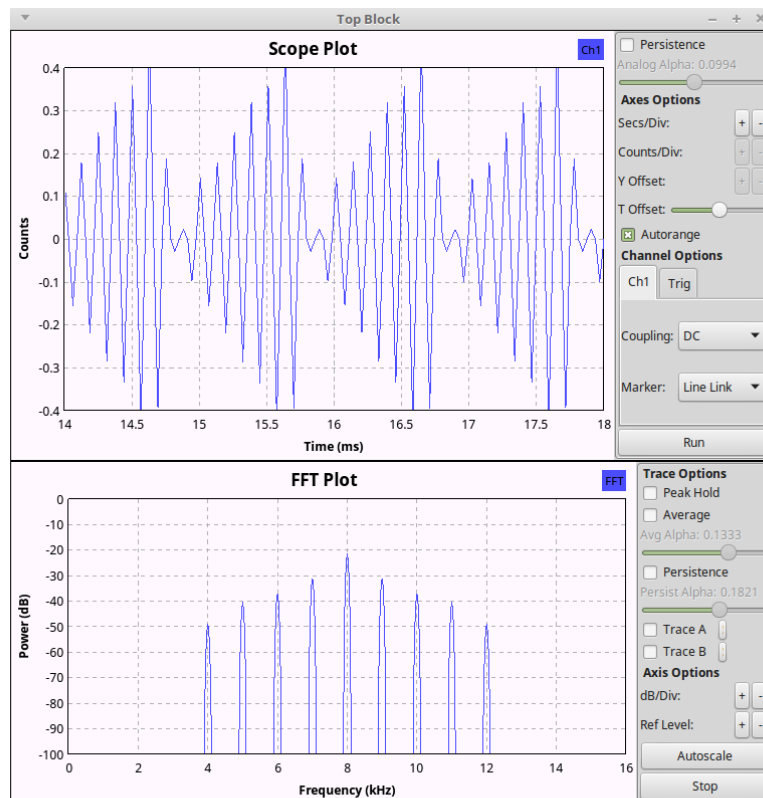 Top Block
Scope Plot
Ch1
Counts
0.4
0.3
0.2
0.1
0
-0.1
-0.2
-0.3
-0.4
14 14.5 15 15.5 16 16.5 17 17.5 18
Time (ms)
Persistence
Analog Alpha: 0.0994
Axes Options
Secs/Div: + -
Counts/Div: + -
Y Offset: + -
T Offset:
Autorange
Channel Options
Ch1 Trig
Coupling: DC
Marker: Line Link
Run
FFT Plot
FFT
Power (dB)
0
-10
-20
-30
-40
-50
-60
-70
-80
-90
-100
0 2 4 6 8 10 12 14 16
Frequency (kHz)
Trace Options
Peak Hold
Average
Avg Alpha: 0.1333
Persistence
Persist Alpha: 0.1821
Trace A
Trace B
Axis Options
dB/Div: + -
Ref Level: + -
Autoscale
Stop